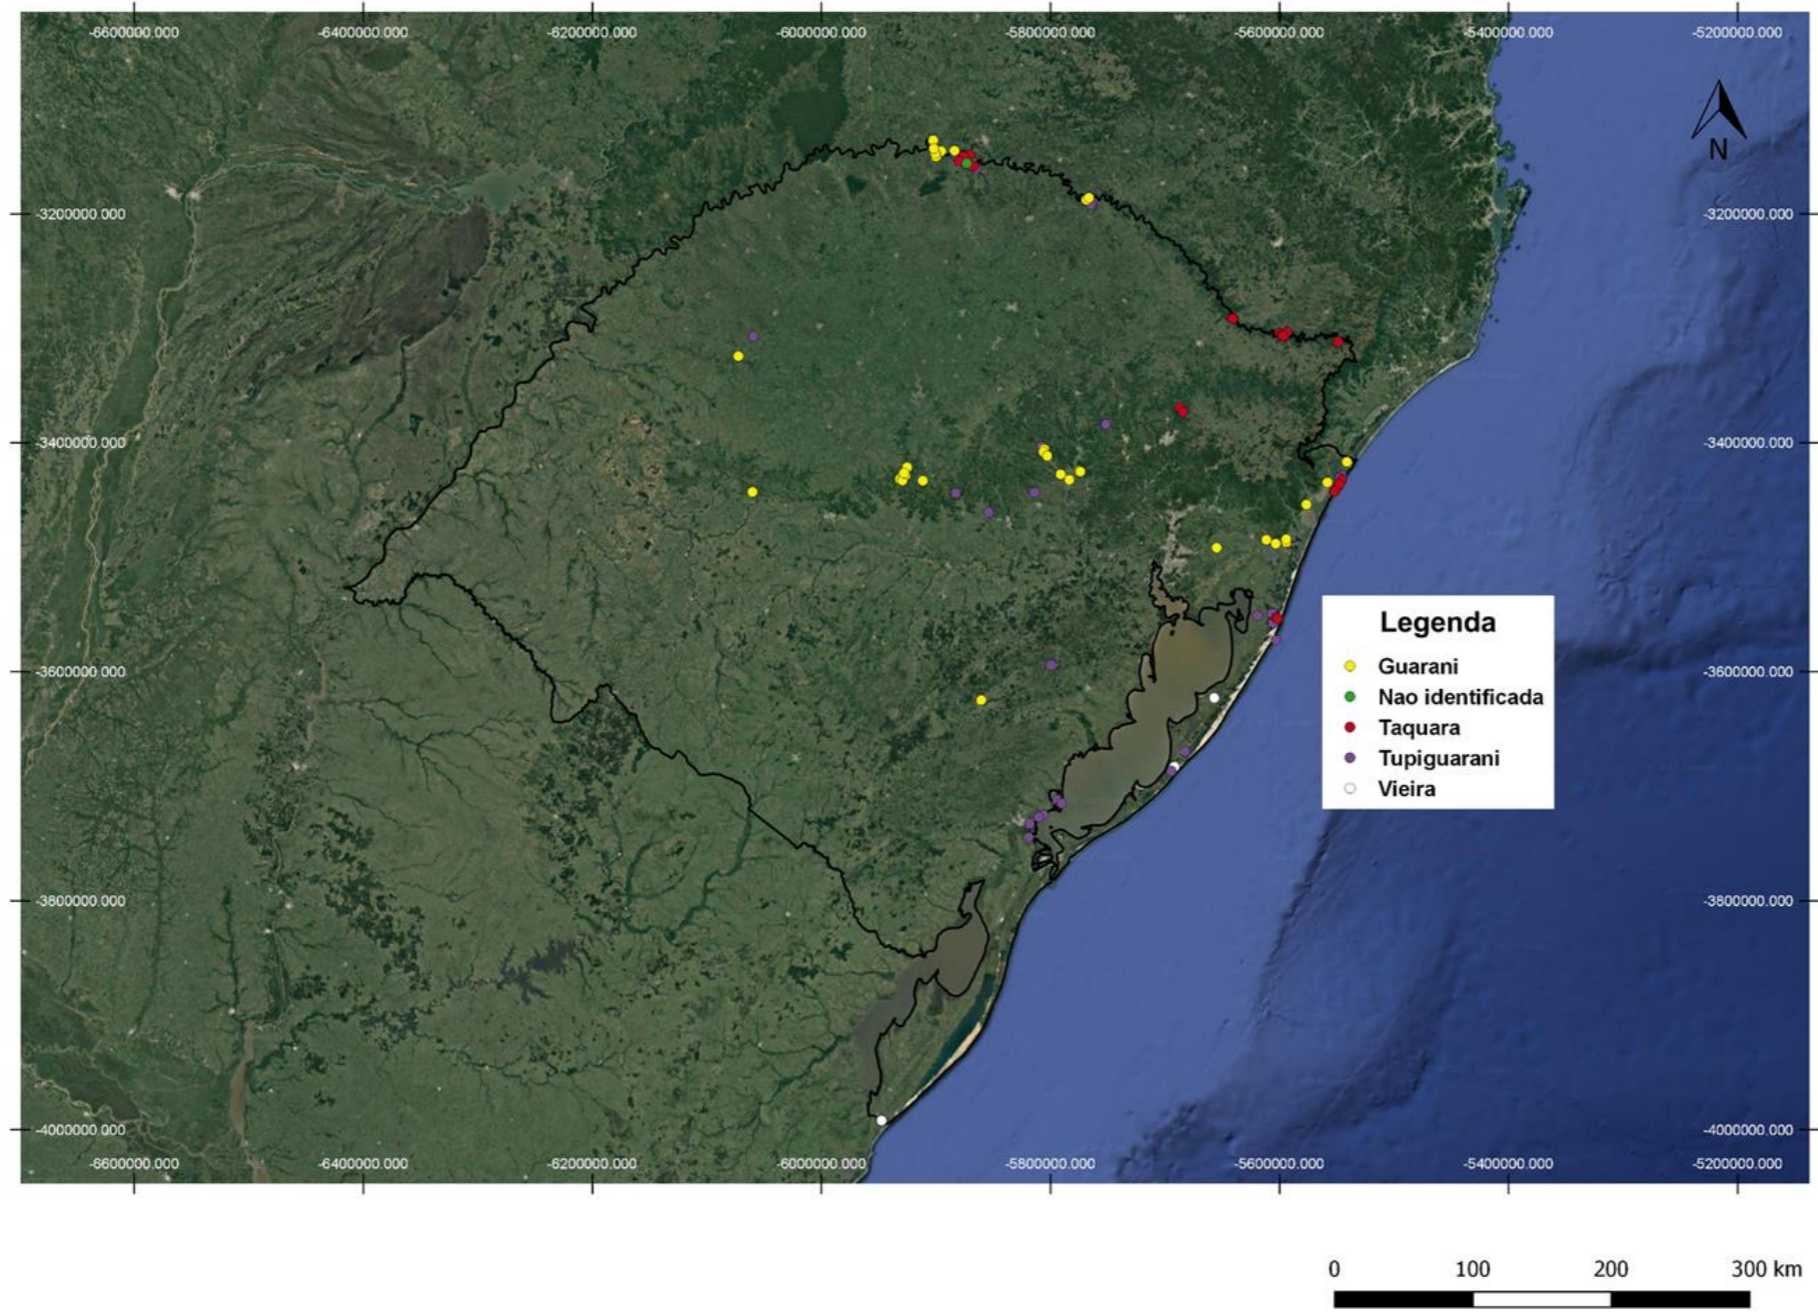 -6600000.000 -6400000.000 -6200000.000 -6000000.000 -5800000.000 -5600000.000 -5400000.000 -5200000.000
N
-3200000.000 -3200000.000
-3400000.000 -3400000.000
Legenda
Guarani
-3600000.000 -3600000.000
Nao identificada
Taquara
Tupiguarani
Vieira
-3800000.000 -3800000.000
-4000000.000 -4000000.000
-6600000.000 -6400000.000 -6200000.000 -6000000.000 -5800000.000 -5600000.000 -5400000.000 -5200000.000
0 100 200 300 km